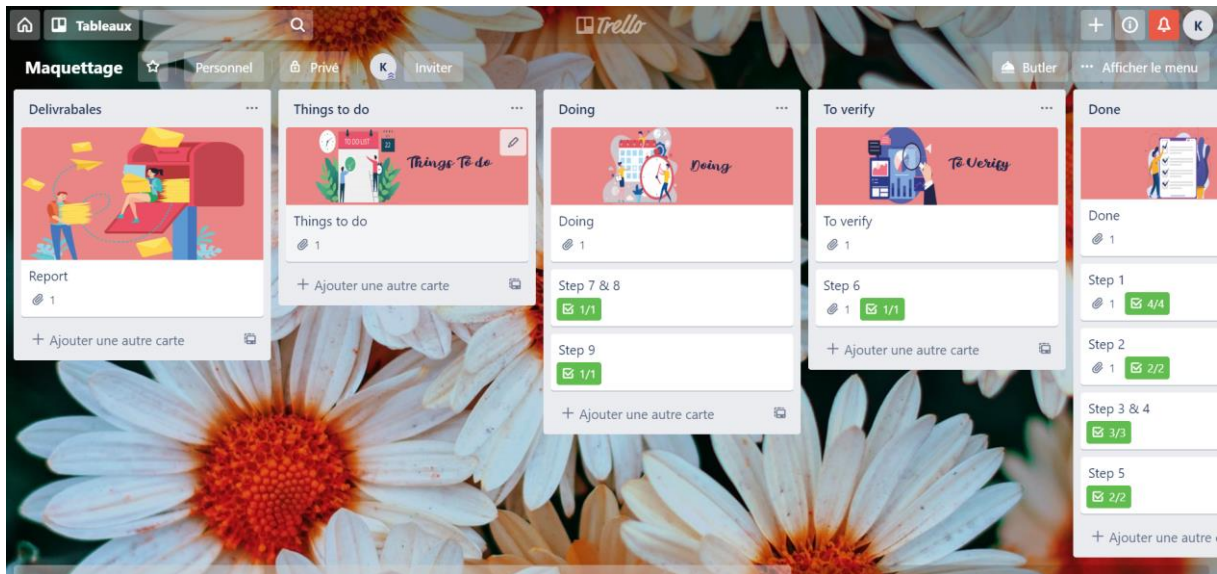 Tableaux
Trello
K
Maquettage
Personnel
Privé
K
Inviter
Butler
··· Afficher le menu
Delivrabales
Report
1
+ Ajouter une autre carte
Things to do
TO DO LIST
22
Things To do
Things to do
1
+ Ajouter une autre carte
Doing
Doing
Doing
1
Step 7 & 8
1/1
Step 9
1/1
+ Ajouter une autre carte
To verify
To Verify
To verify
1
Step 6
1 1/1
+ Ajouter une autre carte
Done
Done
1
Step 1
1 4/4
Step 2
1 2/2
Step 3 & 4
3/3
Step 5
2/2
+ Ajouter une autre